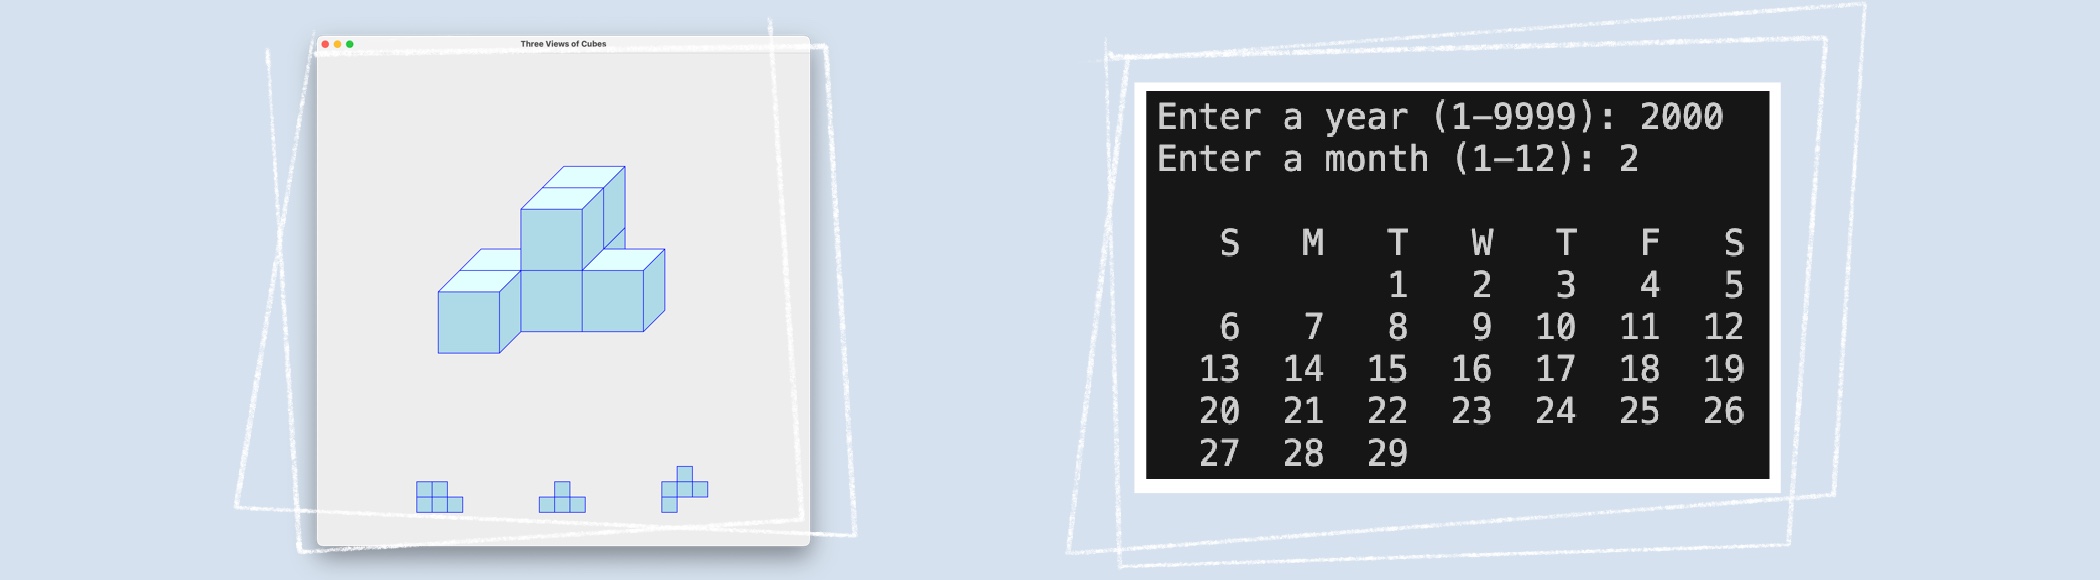 Three Views of Cubes
Enter a year (1–9999): 2000
Enter a month (1–12): 2
S M T W T F S
1 2 3 4 5
6 7 8 9 10 11 12
13 14 15 16 17 18 19
20 21 22 23 24 25 26
27 28 29